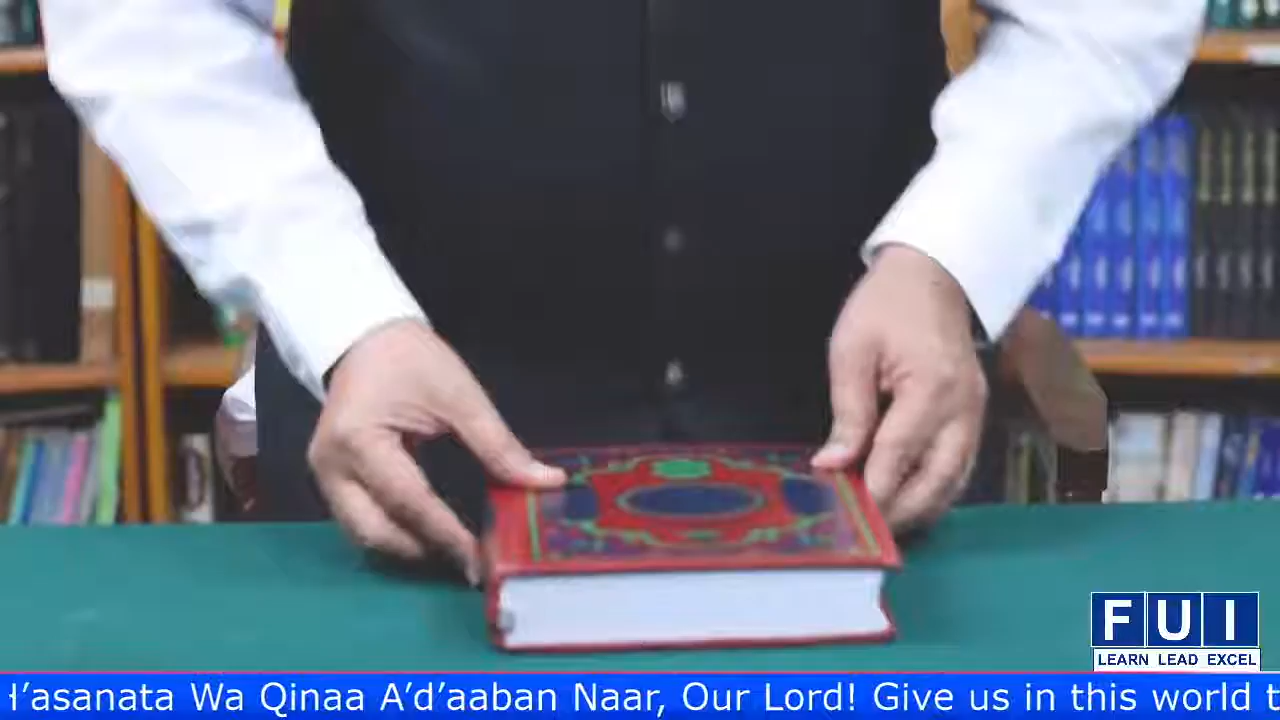 FUI
LEARN LEAD EXCEL
H’asanata Wa Qinaa A’d’aaban Naar, Our Lord! Give us in this world t